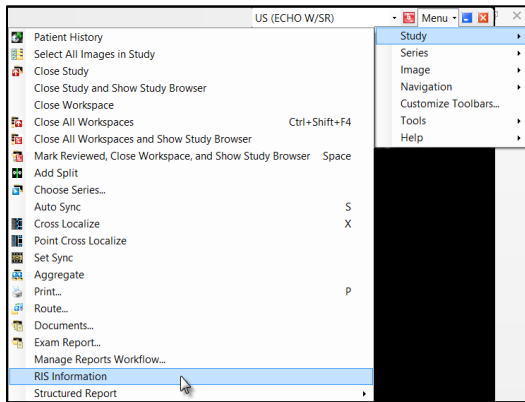 US (ECHO W/SR)
Menu
Study
Series
Image
Navigation
Customize Toolbars...
Tools
Help
Patient History
Select All Images in Study
Close Study
Close Study and Show Study Browser
Close Workspace
Close All Workspaces Ctrl+Shift+F4
Close All Workspaces and Show Study Browser
Mark Reviewed, Close Workspace, and Show Study Browser Space
Add Split
Choose Series...
Auto Sync S
Cross Localize X
Point Cross Localize
Set Sync
Aggregate
Print... P
Route...
Documents...
Exam Report...
Manage Reports Workflow...
RIS Information
Structured Report